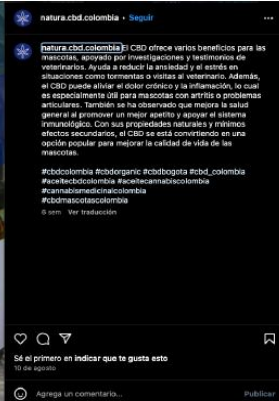 natura.cbd.colombia • Seguir
natura.cbd.colombia El CBD ofrece varios beneficios para las
mascotas, apoyado por investigaciones y testimonios de
veterinarios. Ayuda a reducir la ansiedad y el estrés en
situaciones como tormentas o visitas al veterinario. Además,
el CBD puede aliviar el dolor crónico y la inflamación, lo cual
es especialmente útil para mascotas con artritis o problemas
articulares. También se ha observado que mejora la salud
general al promover un mejor apetito y apoyar el sistema
inmunológico. Con sus propiedades naturales y mínimos
efectos secundarios, el CBD se está convirtiendo en una
opción popular para mejorar la calidad de vida de las
mascotas.
#cbdcolombia #cbdorganic #cbdbogota #cbd_colombia
#aceitecbdcolombia #aceitecannabiscolombia
#cannabismedicinalcolombia
#cbdmascotascolombia
6 sem Ver traducción
Sé el primero en indicar que te gusta esto
10 de agosto
Agrega un comentario...
Publicar